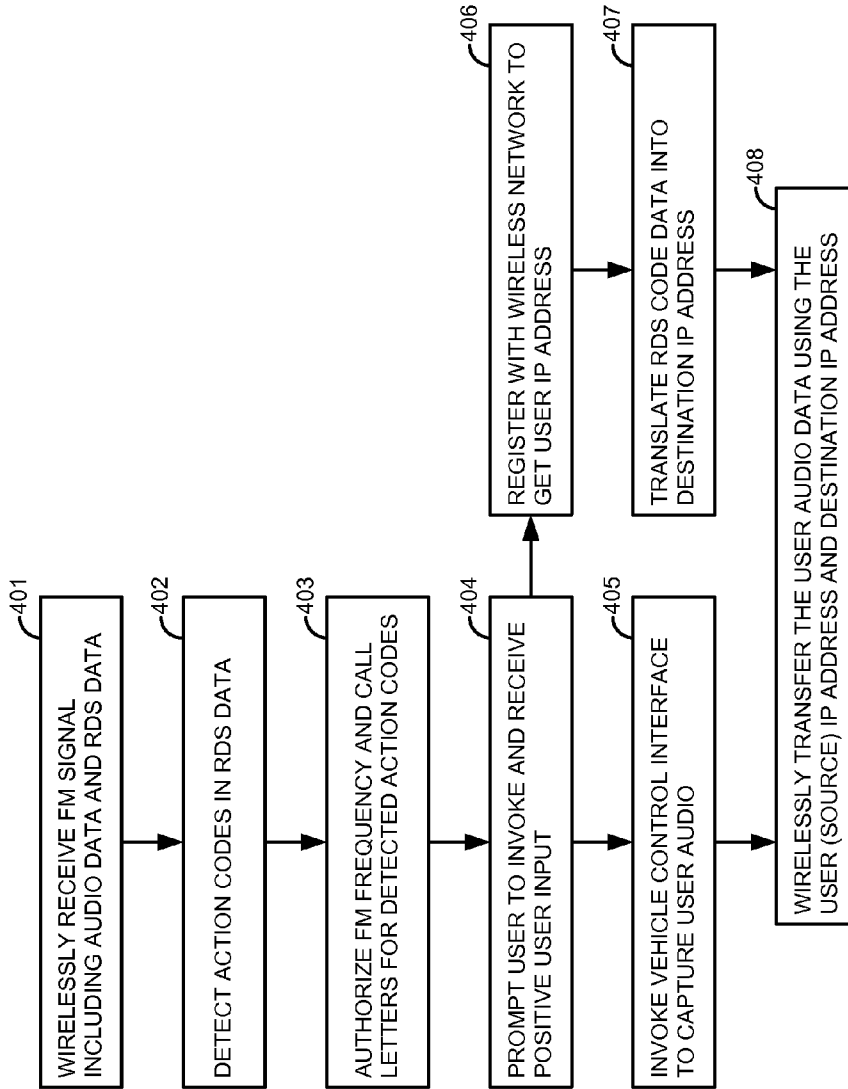 401
WIRELESSLY RECEIVE FM SIGNAL
INCLUDING AUDIO DATA AND RDS DATA
402
DETECT ACTION CODES IN RDS DATA
403
AUTHORIZE FM FREQUENCY AND CALL
LETTERS FOR DETECTED ACTION CODES
404
PROMPT USER TO INVOKE AND RECEIVE
POSITIVE USER INPUT
405
INVOKE VEHICLE CONTROL INTERFACE
TO CAPTURE USER AUDIO
406
REGISTER WITH WIRELESS NETWORK TO
GET USER IP ADDRESS
407
TRANSLATE RDS CODE DATA INTO
DESTINATION IP ADDRESS
408
WIRELESSLY TRANSFER THE USER AUDIO DATA USING THE
USER (SOURCE) IP ADDRESS AND DESTINATION IP ADDRESS